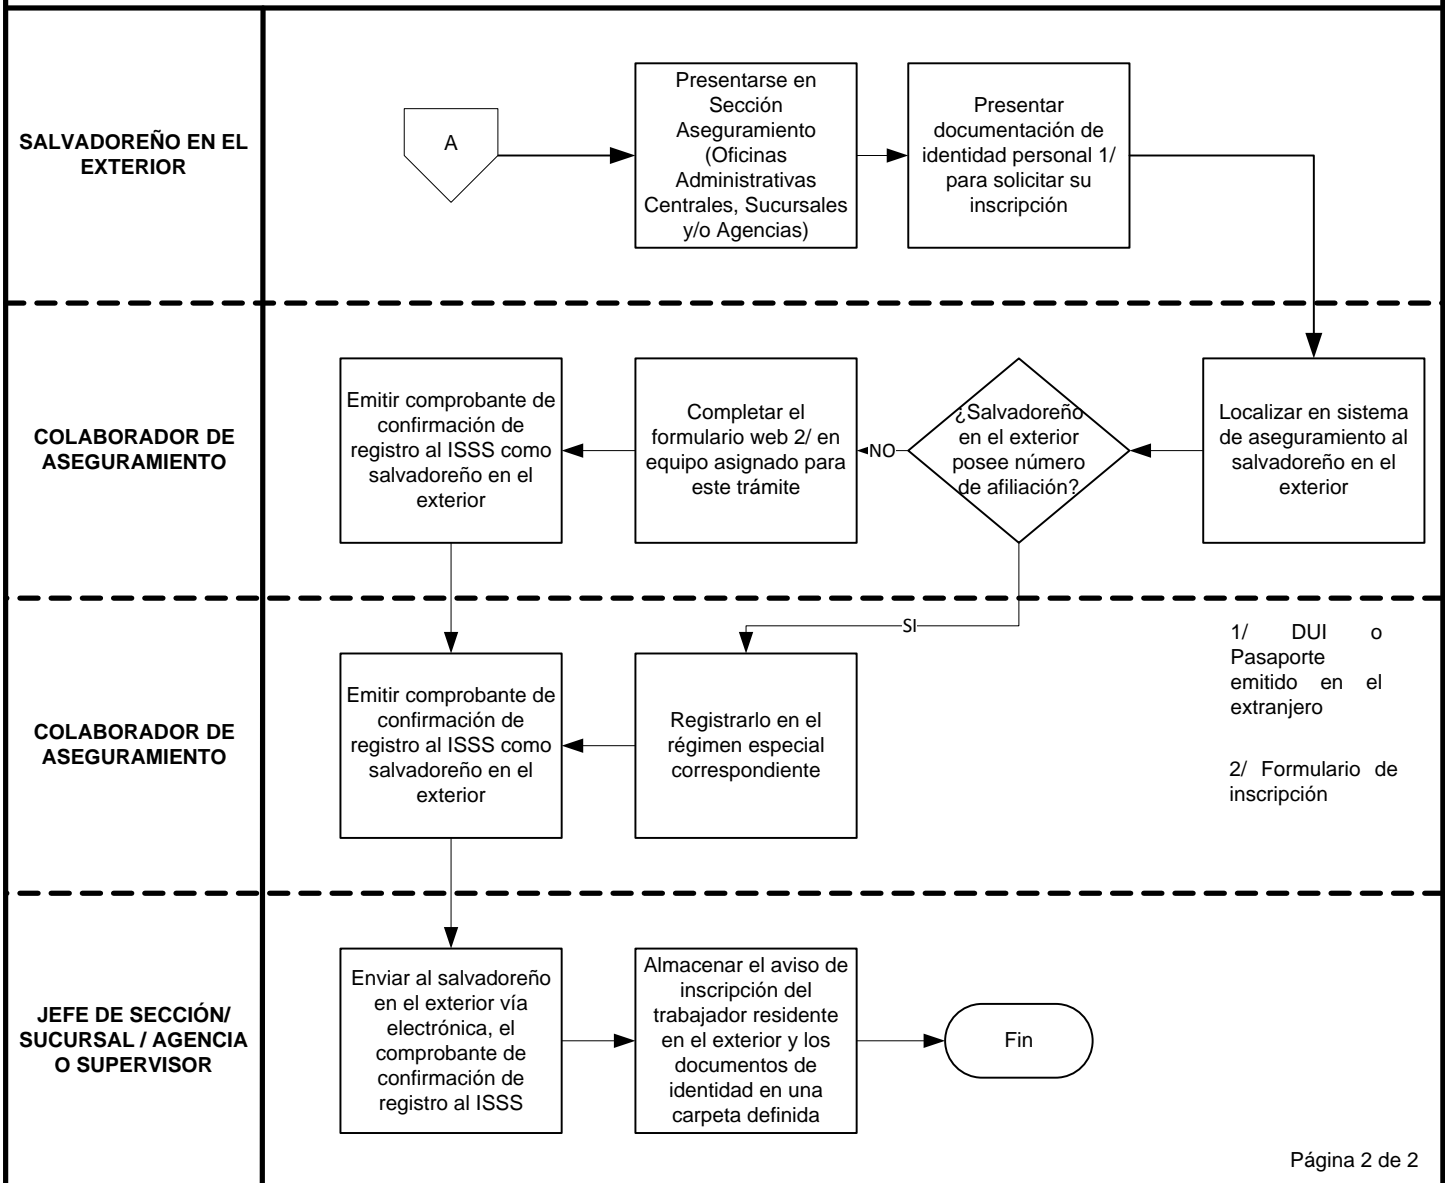 SALVADOREÑO EN EL
EXTERIOR
A
Presentarse en
Sección
Aseguramiento
(Oficinas
Administrativas
Centrales, Sucursales
y/o Agencias)
Presentar
documentación de
identidad personal 1/
para solicitar su
inscripción
COLABORADOR DE
ASEGURAMIENTO
Emitir comprobante de
confirmación de
registro al ISSS como
salvadoreño en el
exterior
Completar el
formulario web 2/ en
equipo asignado para
este trámite
NO
¿Salvadoreño
en el exterior
posee número
de afiliación?
Localizar en sistema
de aseguramiento al
salvadoreño en el
exterior
SI
COLABORADOR DE
ASEGURAMIENTO
Emitir comprobante de
confirmación de
registro al ISSS como
salvadoreño en el
exterior
Registrarlo en el
régimen especial
correspondiente
1/ DUI o
Pasaporte
emitido en el
extranjero
2/ Formulario de
inscripción
JEFE DE SECCIÓN/
SUCURSAL / AGENCIA
O SUPERVISOR
Enviar al salvadoreño
en el exterior vía
electrónica, el
comprobante de
confirmación de
registro al ISSS
Almacenar el aviso de
inscripción del
trabajador residente
en el exterior y los
documentos de
identidad en una
carpeta definida
Fin
Página 2 de 2